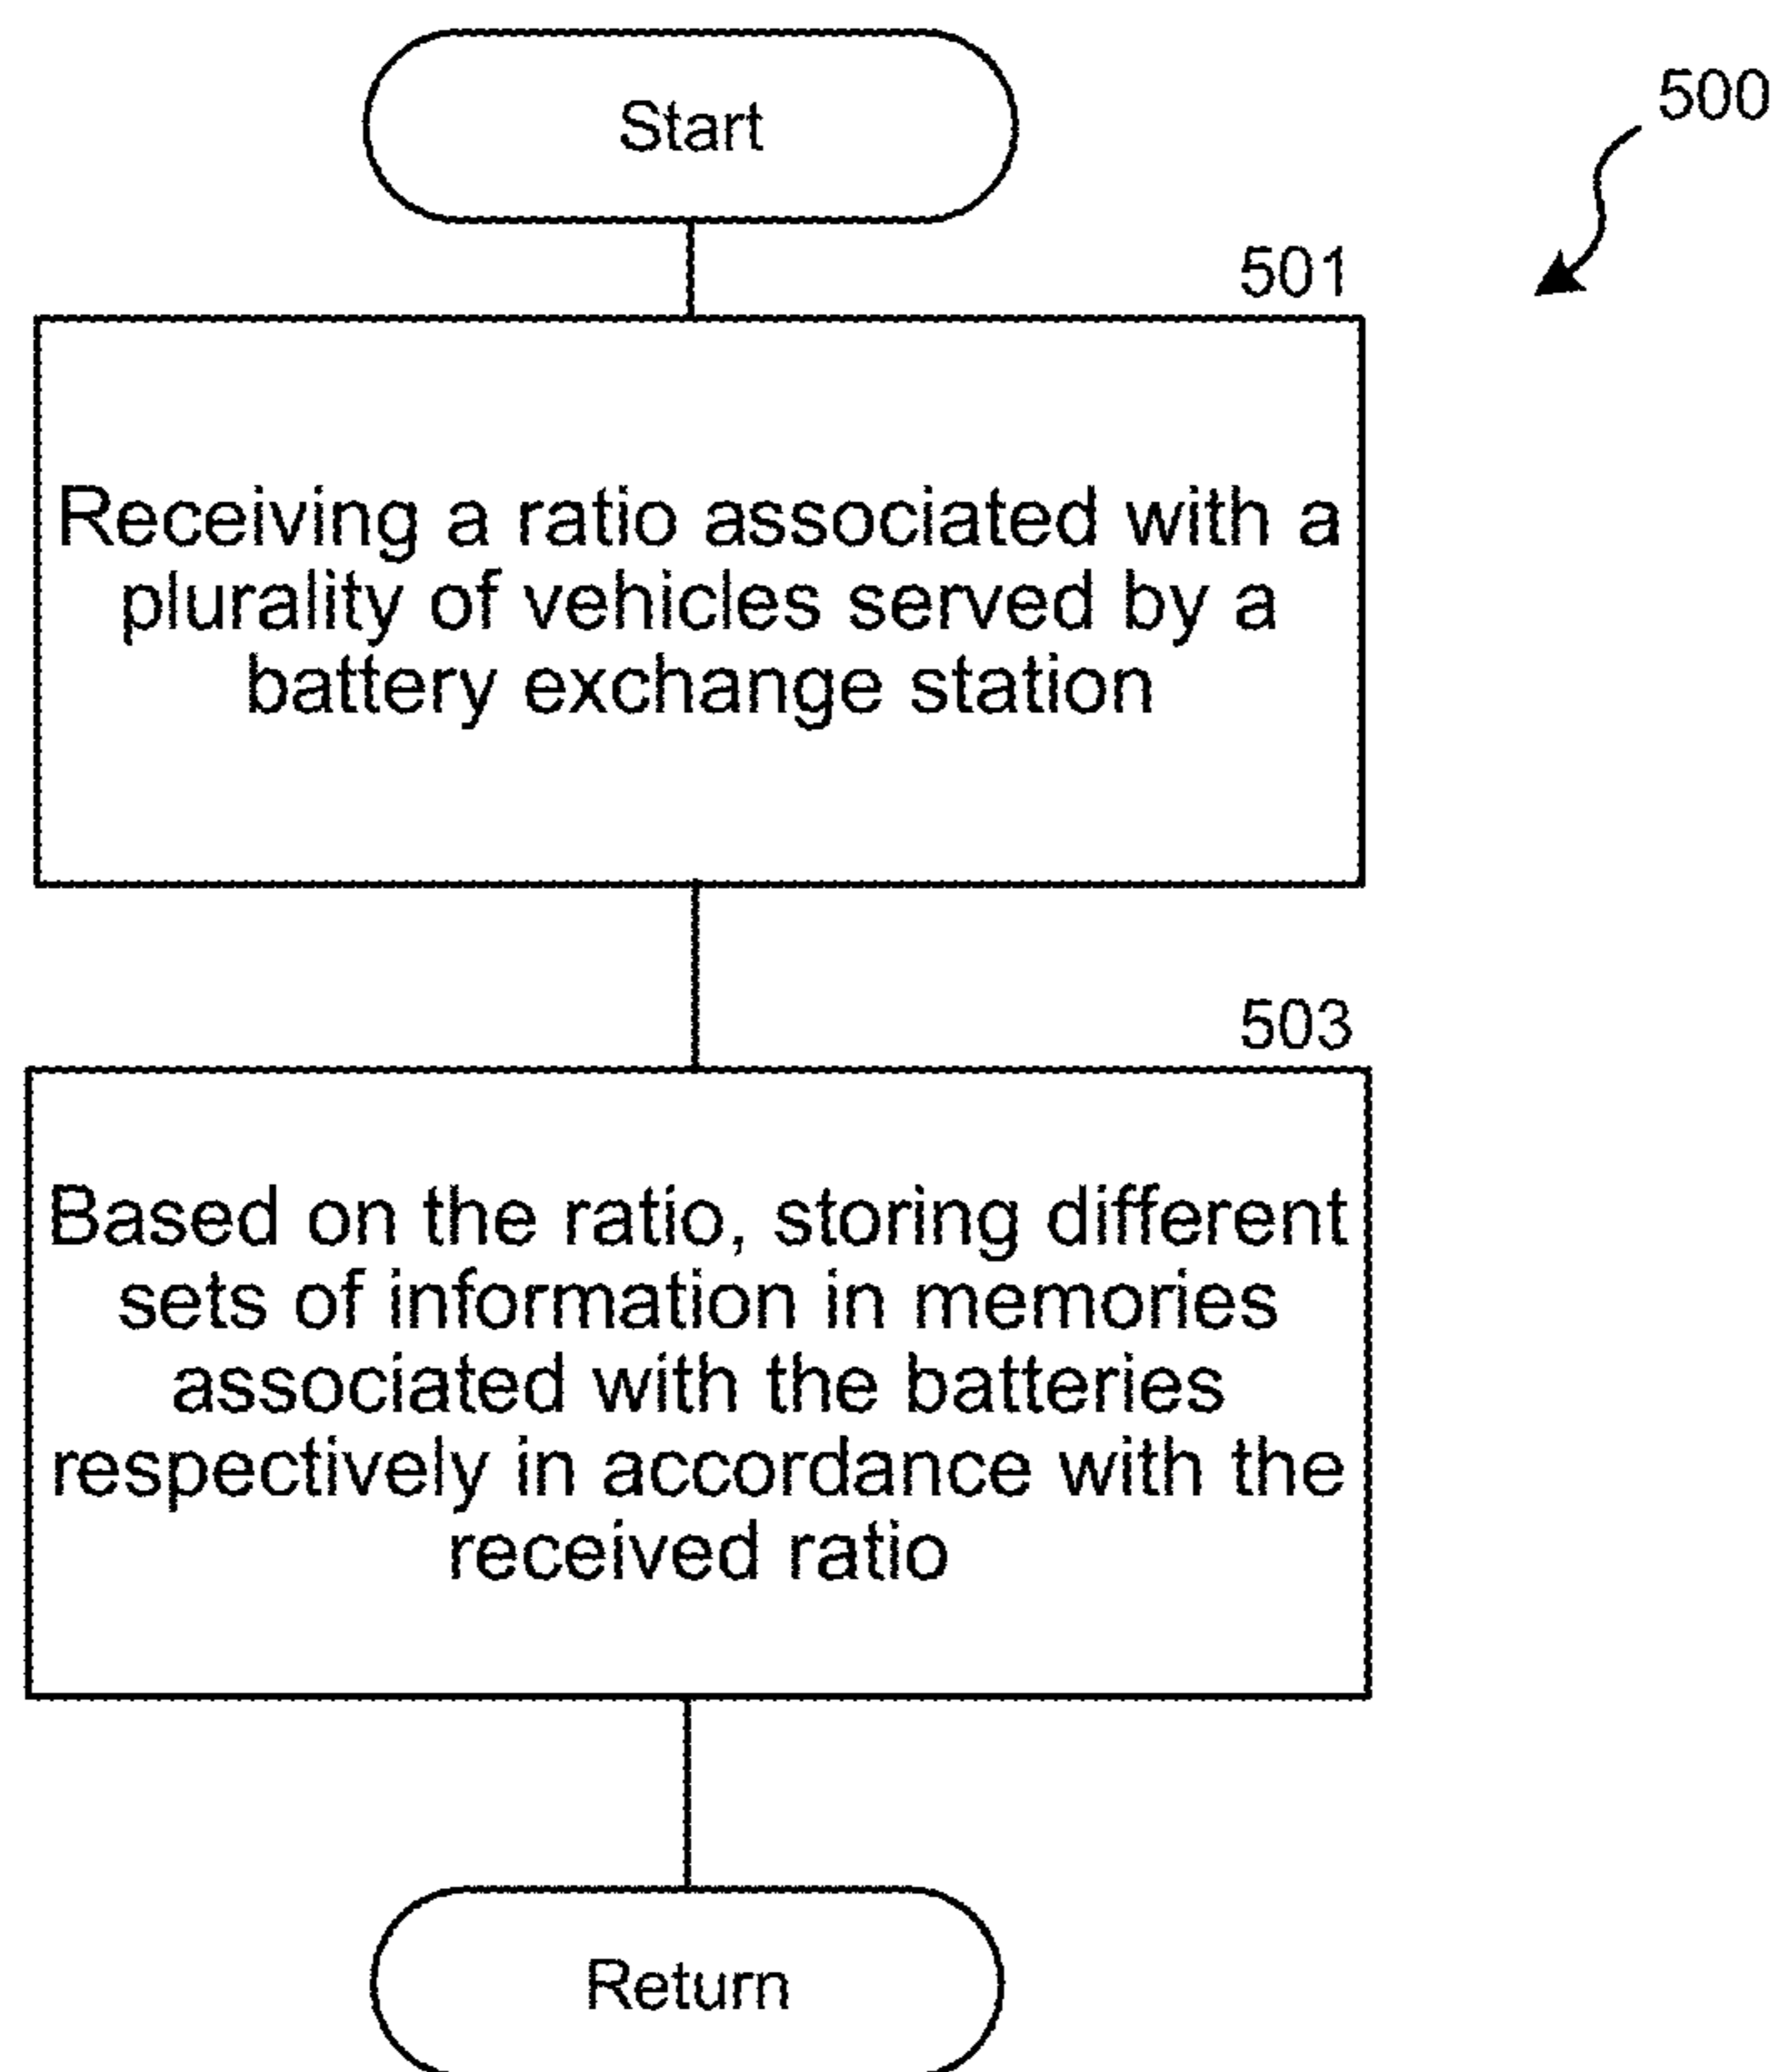 Start
500
501
Receiving a ratio associated with a
plurality of vehicles served by a
battery exchange station
503
Based on the ratio, storing different
sets of information in memories
associated with the batteries
respectively in accordance with the
received ratio
Return